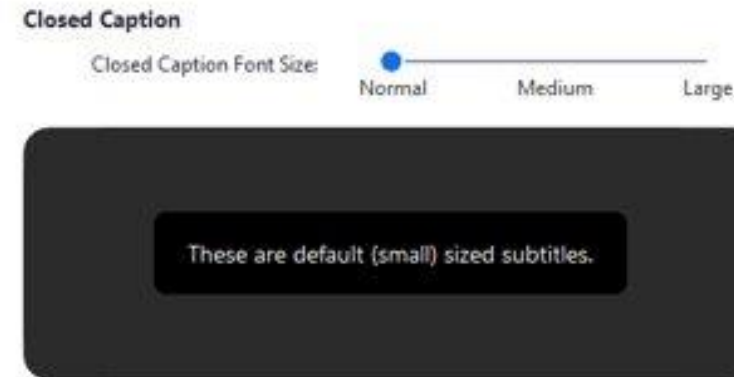 Closed Caption
Closed Caption Font Size:
Normal Medium Large
These are default (small) sized subtitles.